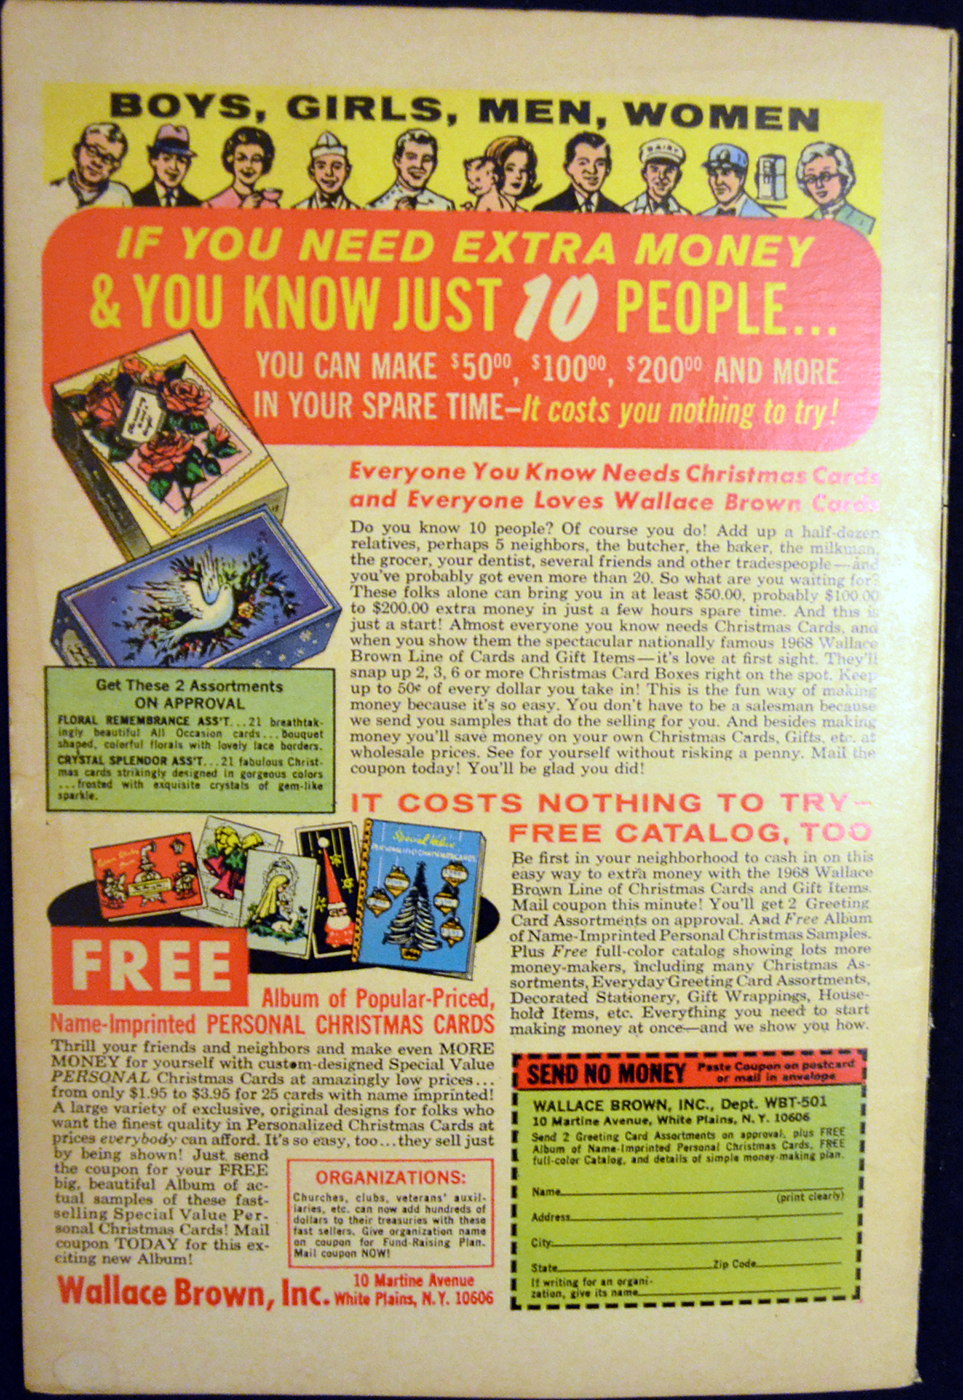 BOYS, GIRLS, MEN, WOMEN
DAISY
IF YOU NEED EXTRA MONEY
& YOU KNOW JUST 10 PEOPLE...
YOU CAN MAKE $50⁰⁰, $100⁰⁰, $200⁰⁰ AND MORE
IN YOUR SPARE TIME–It costs you nothing to try!
Everyone You Know Needs Christmas Cards
and Everyone Loves Wallace Brown Cards
Do you know 10 people? Of course you do! Add up a half-dozen
relatives, perhaps 5 neighbors, the butcher, the baker, the milkman,
the grocer, your dentist, several friends and other tradespeople—and
you've probably got even more than 20. So what are you waiting for?
These folks alone can bring you in at least $50.00, probably $100.00
to $200.00 extra money in just a few hours spare time. And this is
just a start! Almost everyone you know needs Christmas Cards, and
when you show them the spectacular nationally famous 1968 Wallace
Brown Line of Cards and Gift Items—it's love at first sight. They'll
snap up 2, 3, 6 or more Christmas Card Boxes right on the spot. Keep
up to 50¢ of every dollar you take in! This is the fun way of making
money because it's so easy. You don't have to be a salesman because
we send you samples that do the selling for you. And besides making
money you'll save money on your own Christmas Cards, Gifts, etc. at
wholesale prices. See for yourself without risking a penny. Mail the
coupon today! You'll be glad you did!
Get These 2 Assortments
ON APPROVAL
FLORAL REMEMBRANCE ASS'T...21 breathtak-
ingly beautiful All Occasion cards...Bouquet
shaped, colorful florals with lovely lace borders.
CRYSTAL SPLENDOR ASS'T...21 fabulous Christ-
mas cards strikingly designed in gorgeous colors
...frosted with exquisite crystals of gem-like
sparkle.
IT COSTS NOTHING TO TRY–
FREE CATALOG, TOO
Be first in your neighborhood to cash in on this
easy way to extra money with the 1968 Wallace
Brown Line of Christmas Cards and Gift Items.
Mail coupon this minute! You'll get 2 Greeting
Card Assortments on approval. And Free Album
of Name-Imprinted Personal Christmas Samples.
Plus Free full-color catalog showing lots more
money-makers, including many Christmas As-
sortments, Everyday Greeting Card Assortments,
Decorated Stationery, Gift Wrappings, House-
hold Items, etc. Everything you need to start
making money at once—and we show you how.
Special Value
PERSONAL CHRISTMAS CARDS
FREE
Album of Popular-Priced,
Name-Imprinted PERSONAL CHRISTMAS CARDS
Thrill your friends and neighbors and make even MORE
MONEY for yourself with custom-designed Special Value
PERSONAL Christmas Cards at amazingly low prices...
from only $1.95 to $3.95 for 25 cards with name imprinted!
A large variety of exclusive, original designs for folks who
want the finest quality in Personalized Christmas Cards at
prices everybody can afford. It's so easy, too...they sell just
by being shown! Just send
the coupon for your FREE
big, beautiful Album of ac-
tual samples of these fast-
selling Special Value Per-
sonal Christmas Cards! Mail
coupon TODAY for this ex-
citing new Album!
ORGANIZATIONS:
Churches, clubs, veterans' auxil-
iaries, etc. can now add hundreds of
dollars to their treasuries with these
fast sellers. Give organization name
on coupon for Fund-Raising Plan.
Mail coupon NOW!
Wallace Brown, Inc.
10 Martine Avenue
White Plains, N.Y. 10606
SEND NO MONEY
Paste Coupon on postcard
or mail in envelope
WALLACE BROWN, INC., Dept. WBT-501
10 Martine Avenue, White Plains, N. Y. 10606
Send 2 Greeting Card Assortments on approval, plus FREE
Album of Name-Imprinted Personal Christmas Cards, FREE
full-color Catalog, and details of simple money-making plan.
Name
(print clearly)
Address
City
State Zip Code
If writing for an organi-
zation, give its name